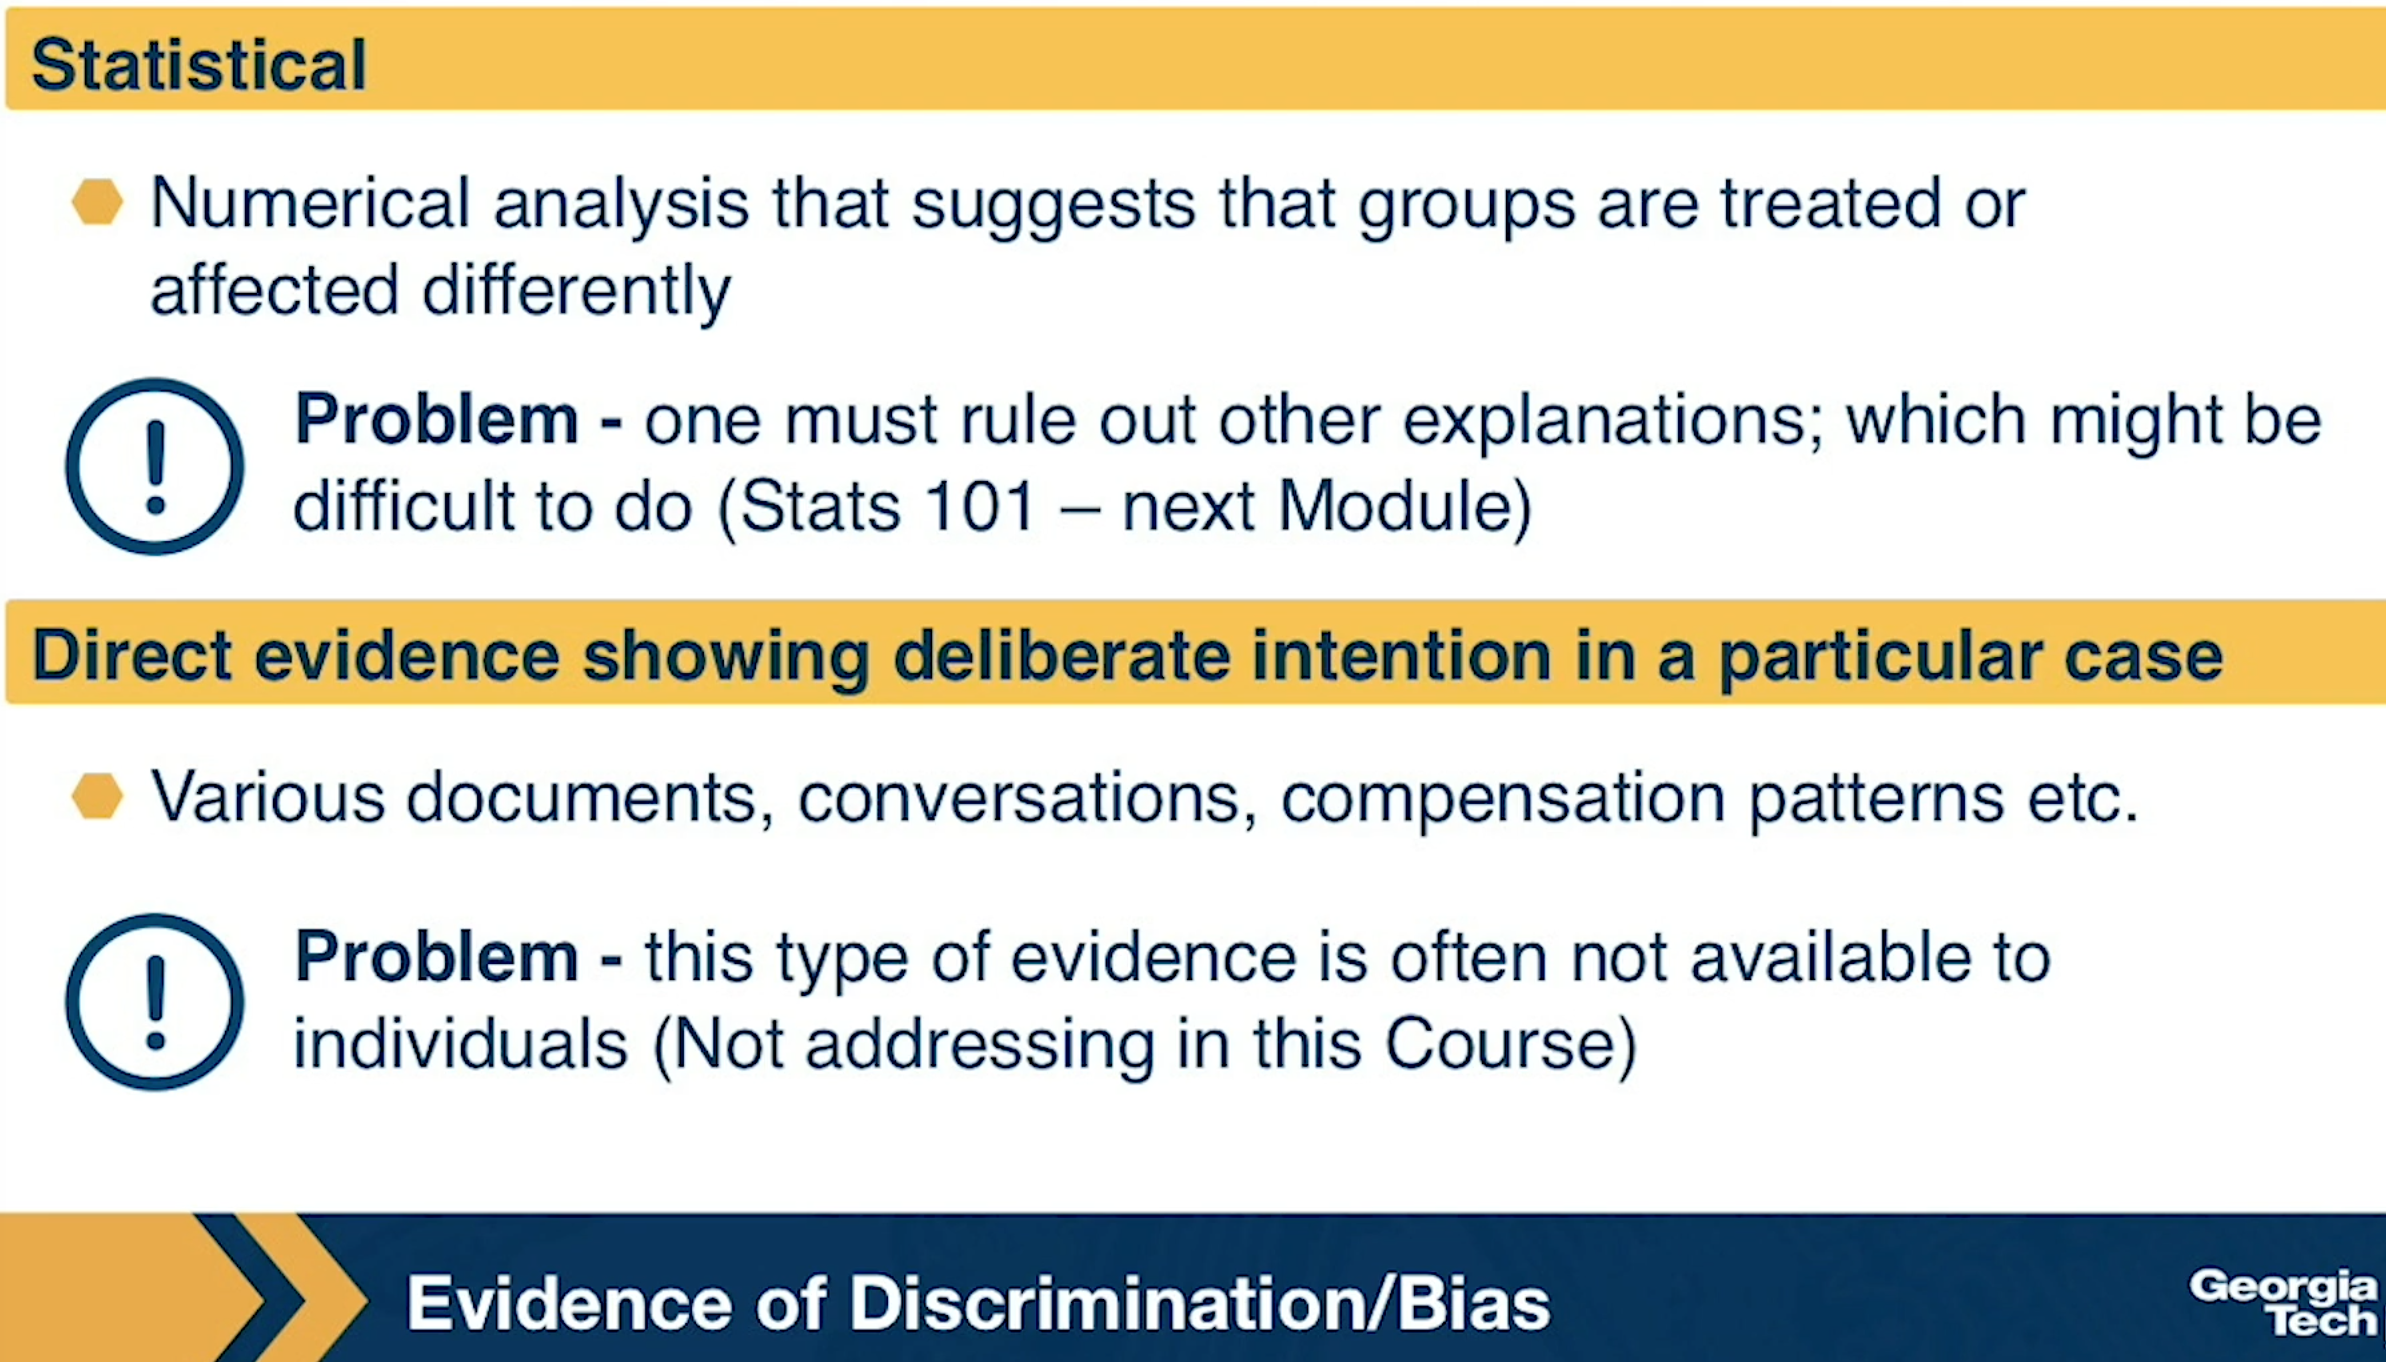 Statistical
Numerical analysis that suggests that groups are treated or
affected differently
Problem - one must rule out other explanations; which might be
difficult to do (Stats 101 – next Module)
Direct evidence showing deliberate intention in a particular case
Various documents, conversations, compensation patterns etc.
Problem - this type of evidence is often not available to
individuals (Not addressing in this Course)
Evidence of Discrimination/Bias
Georgia
Tech